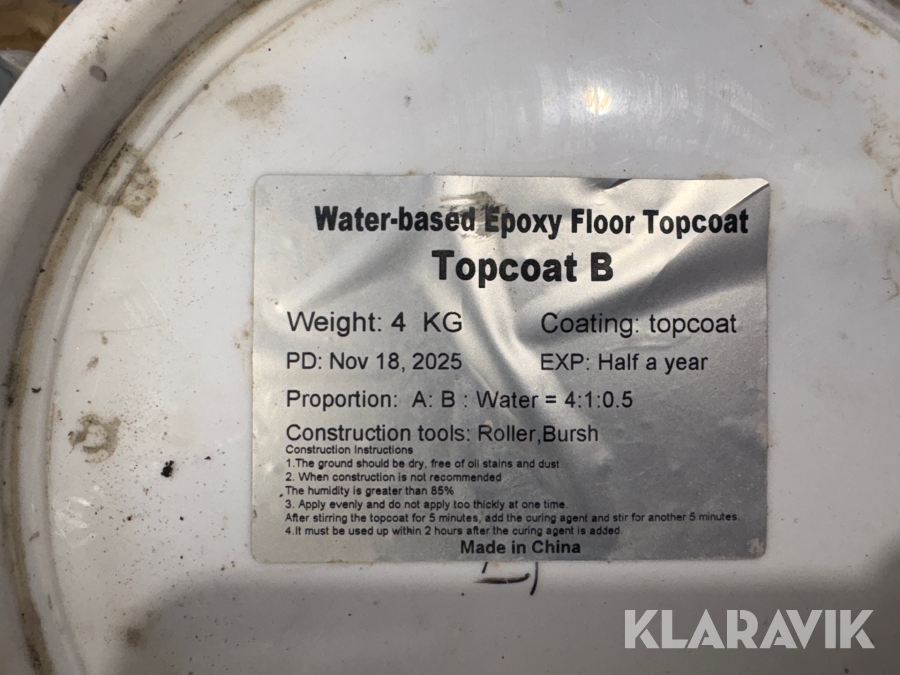 Water-based Epoxy Floor Topcoat
Topcoat B
Weight: 4 KG Coating: topcoat
PD: Nov 18, 2025 EXP: Half a year
Proportion: A: B : Water = 4:1:0.5
Construction tools: Roller,Bursh
Construction Instructions
1.The ground should be dry, free of oil stains and dust
2. When construction is not recommended
The humidity is greater than 85%
3. Apply evenly and do not apply too thickly at one time.
After stirring the topcoat for 5 minutes, add the curing agent and stir for another 5 minutes.
4.It must be used up within 2 hours after the curing agent is added.
Made in China
KLARAVIK